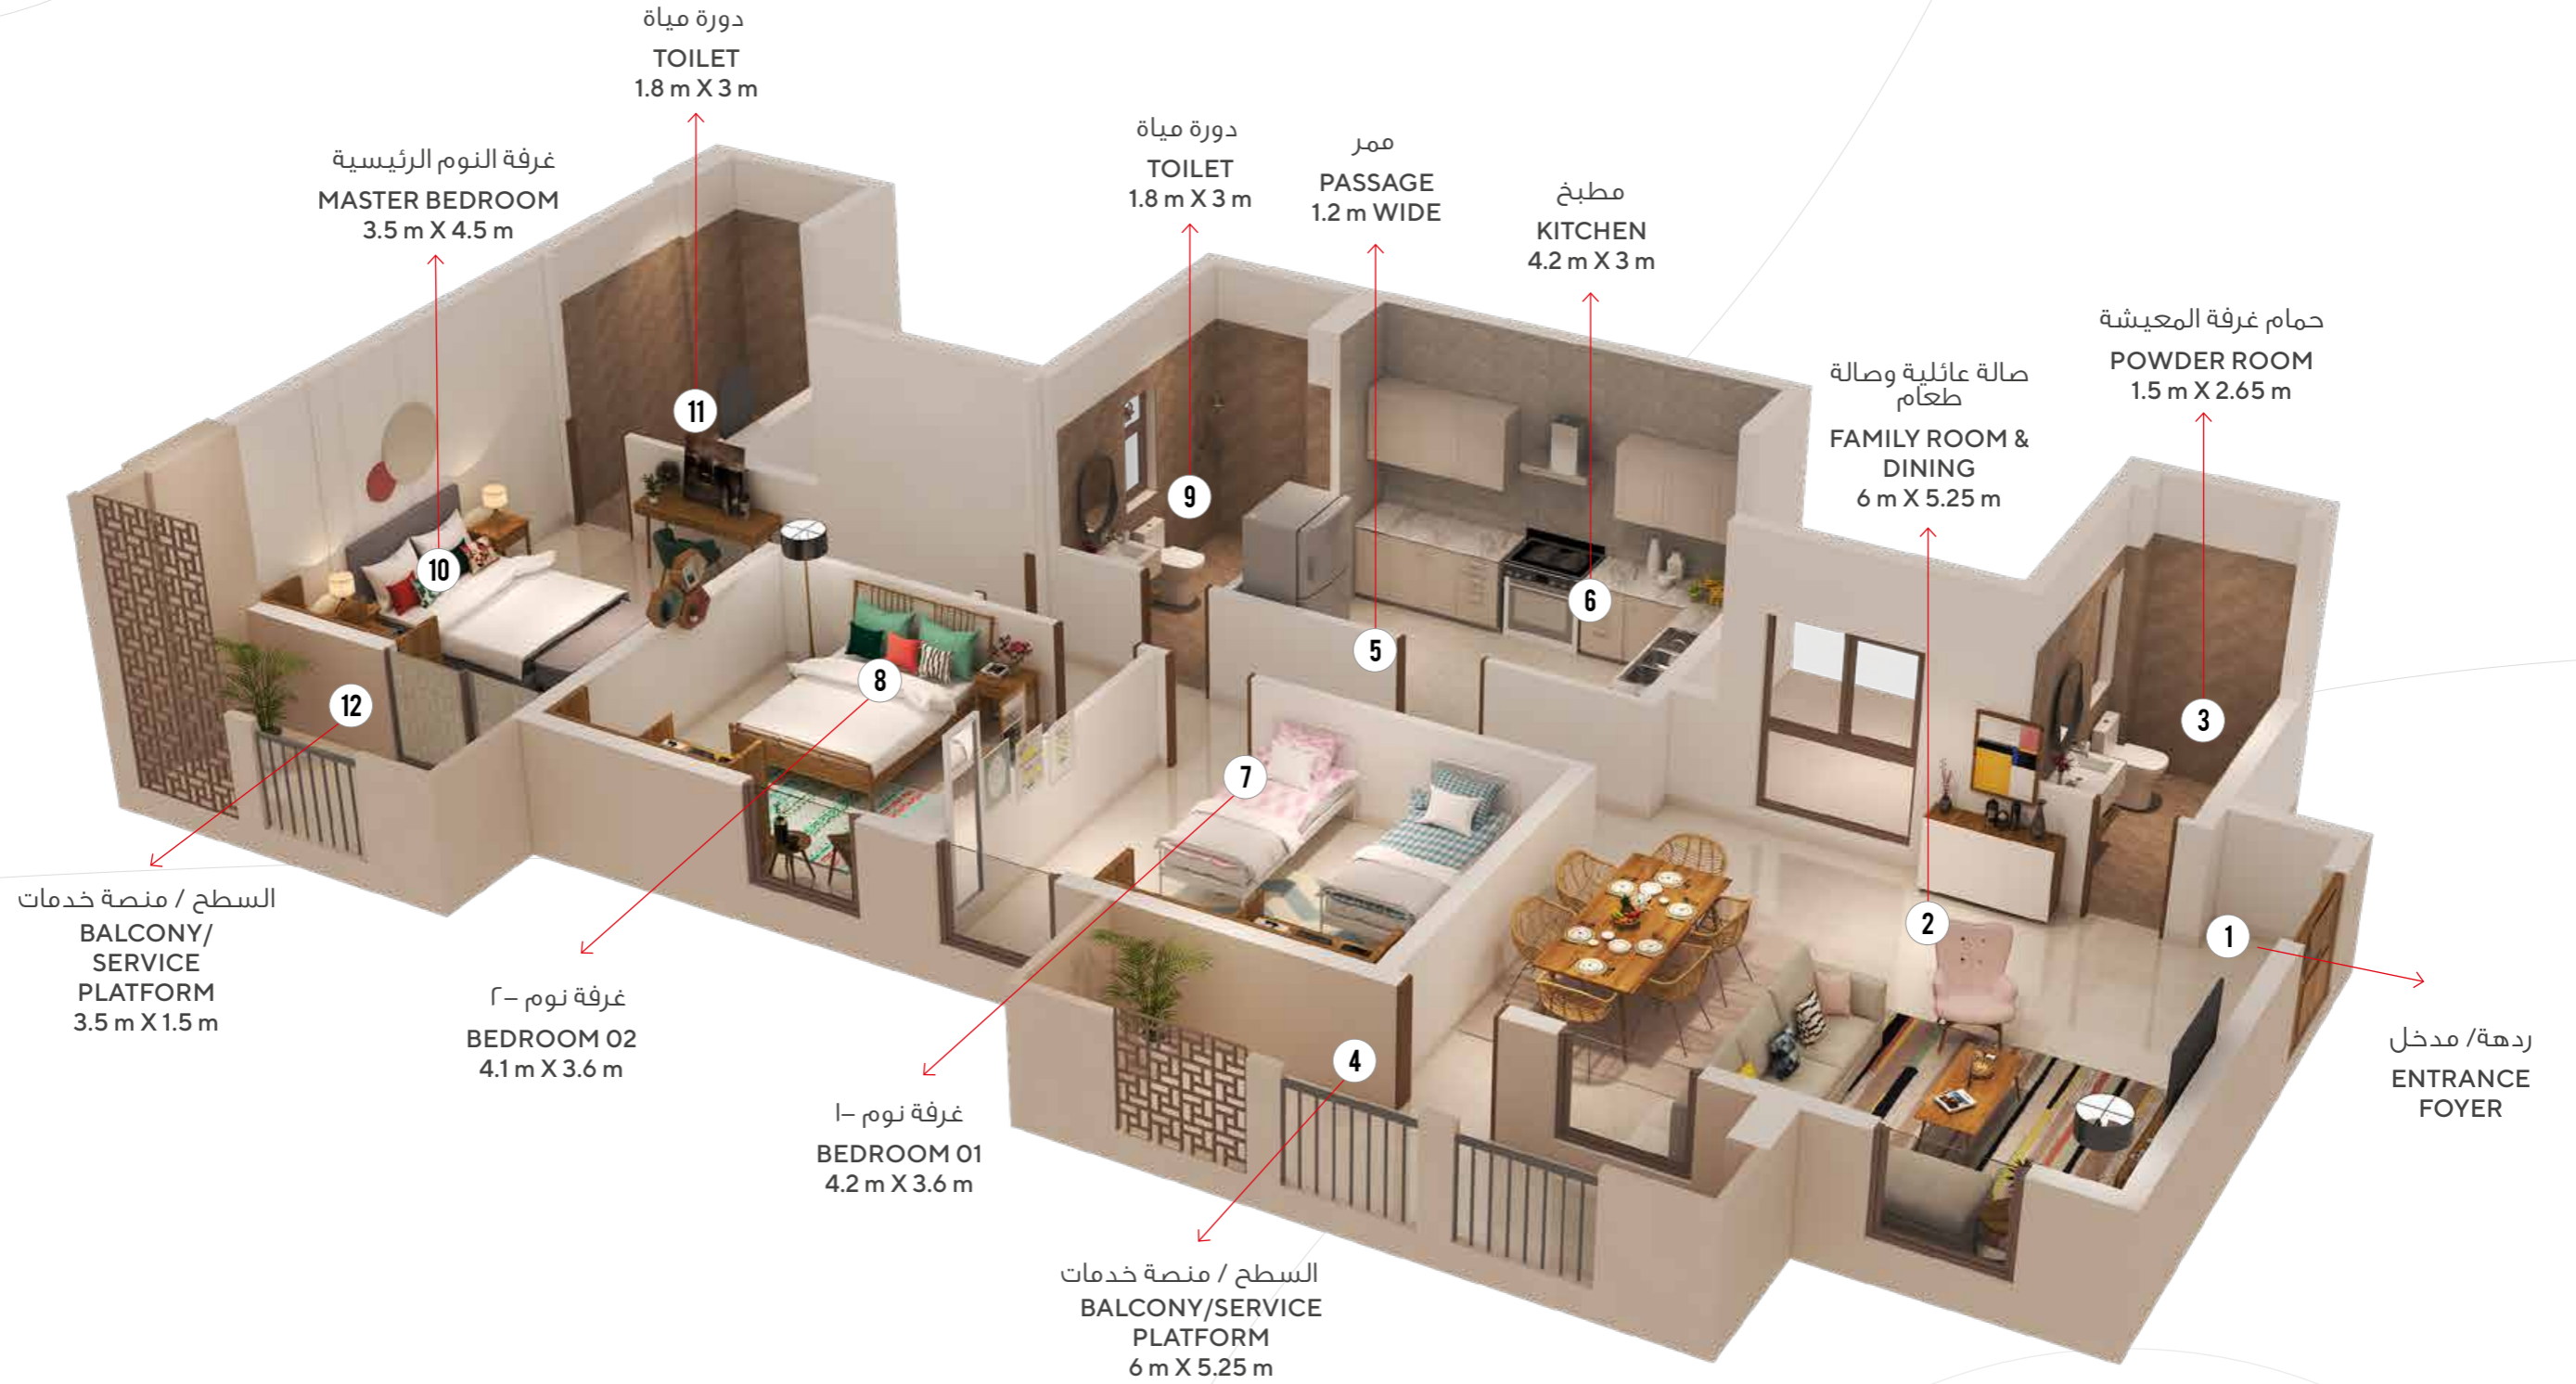 دورة مياة
TOILET
1.8 m X 3 m
غرفة النوم الرئيسية
MASTER BEDROOM
3.5 m X 4.5 m
دورة مياة
TOILET
1.8 m X 3 m
ممر
PASSAGE
1.2 m WIDE
مطبخ
KITCHEN
4.2 m X 3 m
صالة عائلية وصالة
طعام
FAMILY ROOM &
DINING
6 m X 5.25 m
حمام غرفة المعيشة
POWDER ROOM
1.5 m X 2.65 m
11
9
10
6
5
8
12
3
7
2
1
4
السطح / منصة خدمات
BALCONY/
SERVICE
PLATFORM
3.5 m X 1.5 m
غرفة نوم -٢
BEDROOM 02
4.1 m X 3.6 m
غرفة نوم -١
BEDROOM 01
4.2 m X 3.6 m
السطح / منصة خدمات
BALCONY/SERVICE
PLATFORM
6 m X 5.25 m
ردهة/ مدخل
ENTRANCE
FOYER